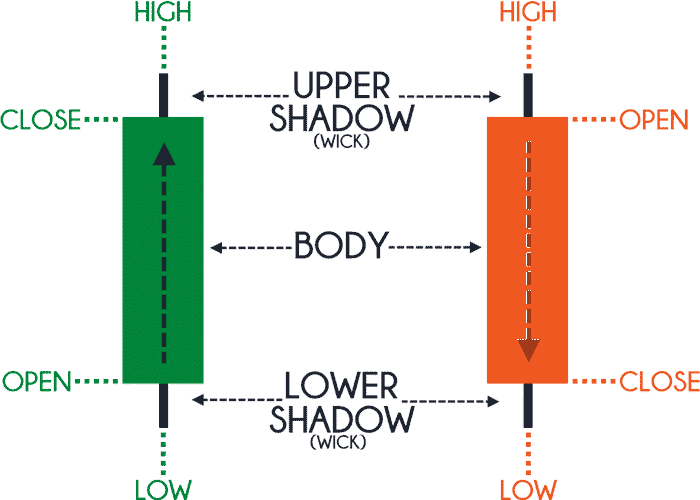 HIGH HIGH
UPPER
CLOSE SHADOW OPEN
(WICK)
BODY
OPEN LOWER CLOSE
SHADOW
(WICK)
LOW LOW